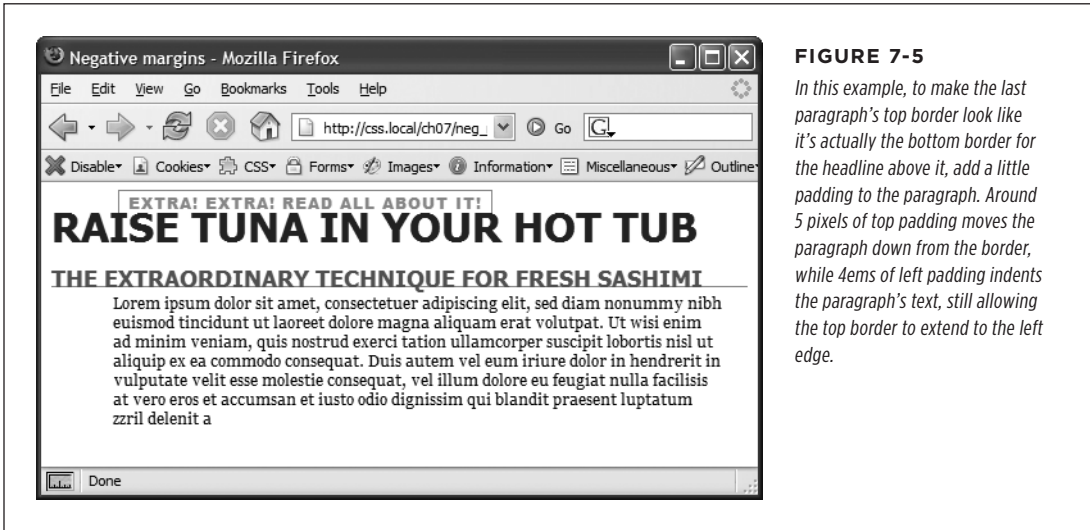 Negative margins - Mozilla Firefox
File Edit View Go Bookmarks Tools Help
http://css.local/ch07/neg_ Go G
Disable Cookies CSS Forms Images Information Miscellaneous Outline
EXTRA! EXTRA! READ ALL ABOUT IT!
RAISE TUNA IN YOUR HOT TUB
THE EXTRAORDINARY TECHNIQUE FOR FRESH SASHIMI
Lorem ipsum dolor sit amet, consectetuer adipiscing elit, sed diam nonummy nibh
euismod tincidunt ut laoreet dolore magna aliquam erat volutpat. Ut wisi enim
ad minim veniam, quis nostrud exerci tation ullamcorper suscipit lobortis nisl ut
aliquip ex ea commodo consequat. Duis autem vel eum iriure dolor in hendrerit in
vulputate velit esse molestie consequat, vel illum dolore eu feugiat nulla facilisis
at vero eros et accumsan et iusto odio dignissim qui blandit praesent luptatum
zzril delenit a
Done
FIGURE 7-5
In this example, to make the last
paragraph's top border look like
it's actually the bottom border for
the headline above it, add a little
padding to the paragraph. Around
5 pixels of top padding moves the
paragraph down from the border,
while 4ems of left padding indents
the paragraph's text, still allowing
the top border to extend to the left
edge.